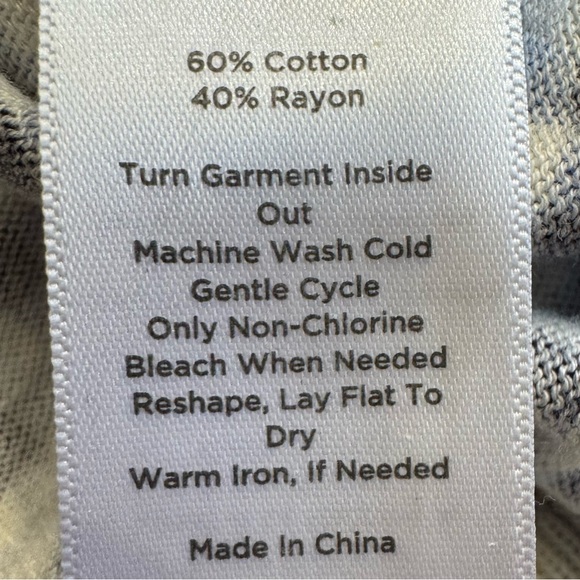 60% Cotton
40% Rayon
Turn Garment Inside
Out
Machine Wash Cold
Gentle Cycle
Only Non-Chlorine
Bleach When Needed
Reshape, Lay Flat To
Dry
Warm Iron, If Needed
Made In China